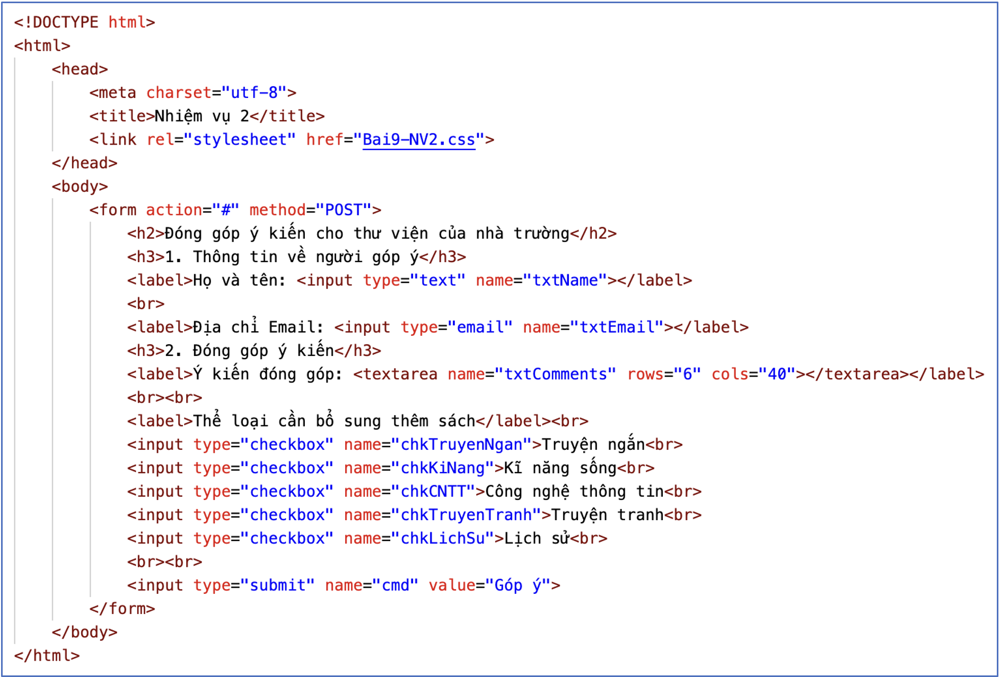 <!DOCTYPE html>
<html>
<head>
<meta charset="utf-8">
<title>Nhiệm vụ 2</title>
<link rel="stylesheet" href="Bai9-NV2.css">
</head>
<body>
<form action="#" method="POST">
<h2>Đóng góp ý kiến cho thư viện của nhà trường</h2>
<h3>1. Thông tin về người góp ý</h3>
<label>Họ và tên: <input type="text" name="txtName"></label>
<br>
<label>Địa chỉ Email: <input type="email" name="txtEmail"></label>
<h3>2. Đóng góp ý kiến</h3>
<label>Ý kiến đóng góp: <textarea name="txtComments" rows="6" cols="40"></textarea></label>
<br><br>
<label>Thể loại cần bổ sung thêm sách</label><br>
<input type="checkbox" name="chkTruyenNgan">Truyện ngắn<br>
<input type="checkbox" name="chkKiNang">Kĩ năng sống<br>
<input type="checkbox" name="chkCNTT">Công nghệ thông tin<br>
<input type="checkbox" name="chkTruyenTranh">Truyện tranh<br>
<input type="checkbox" name="chkLichSu">Lịch sử<br>
<br><br>
<input type="submit" name="cmd" value="Góp ý">
</form>
</body>
</html>